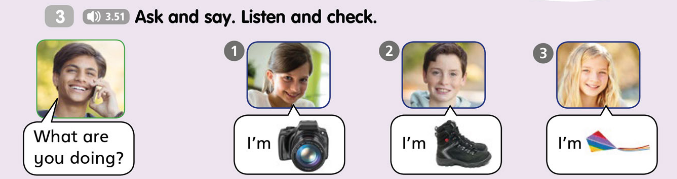 3 3.51 Ask and say. Listen and check.
1
2
3
What are
you doing?
I'm
I'm
I'm